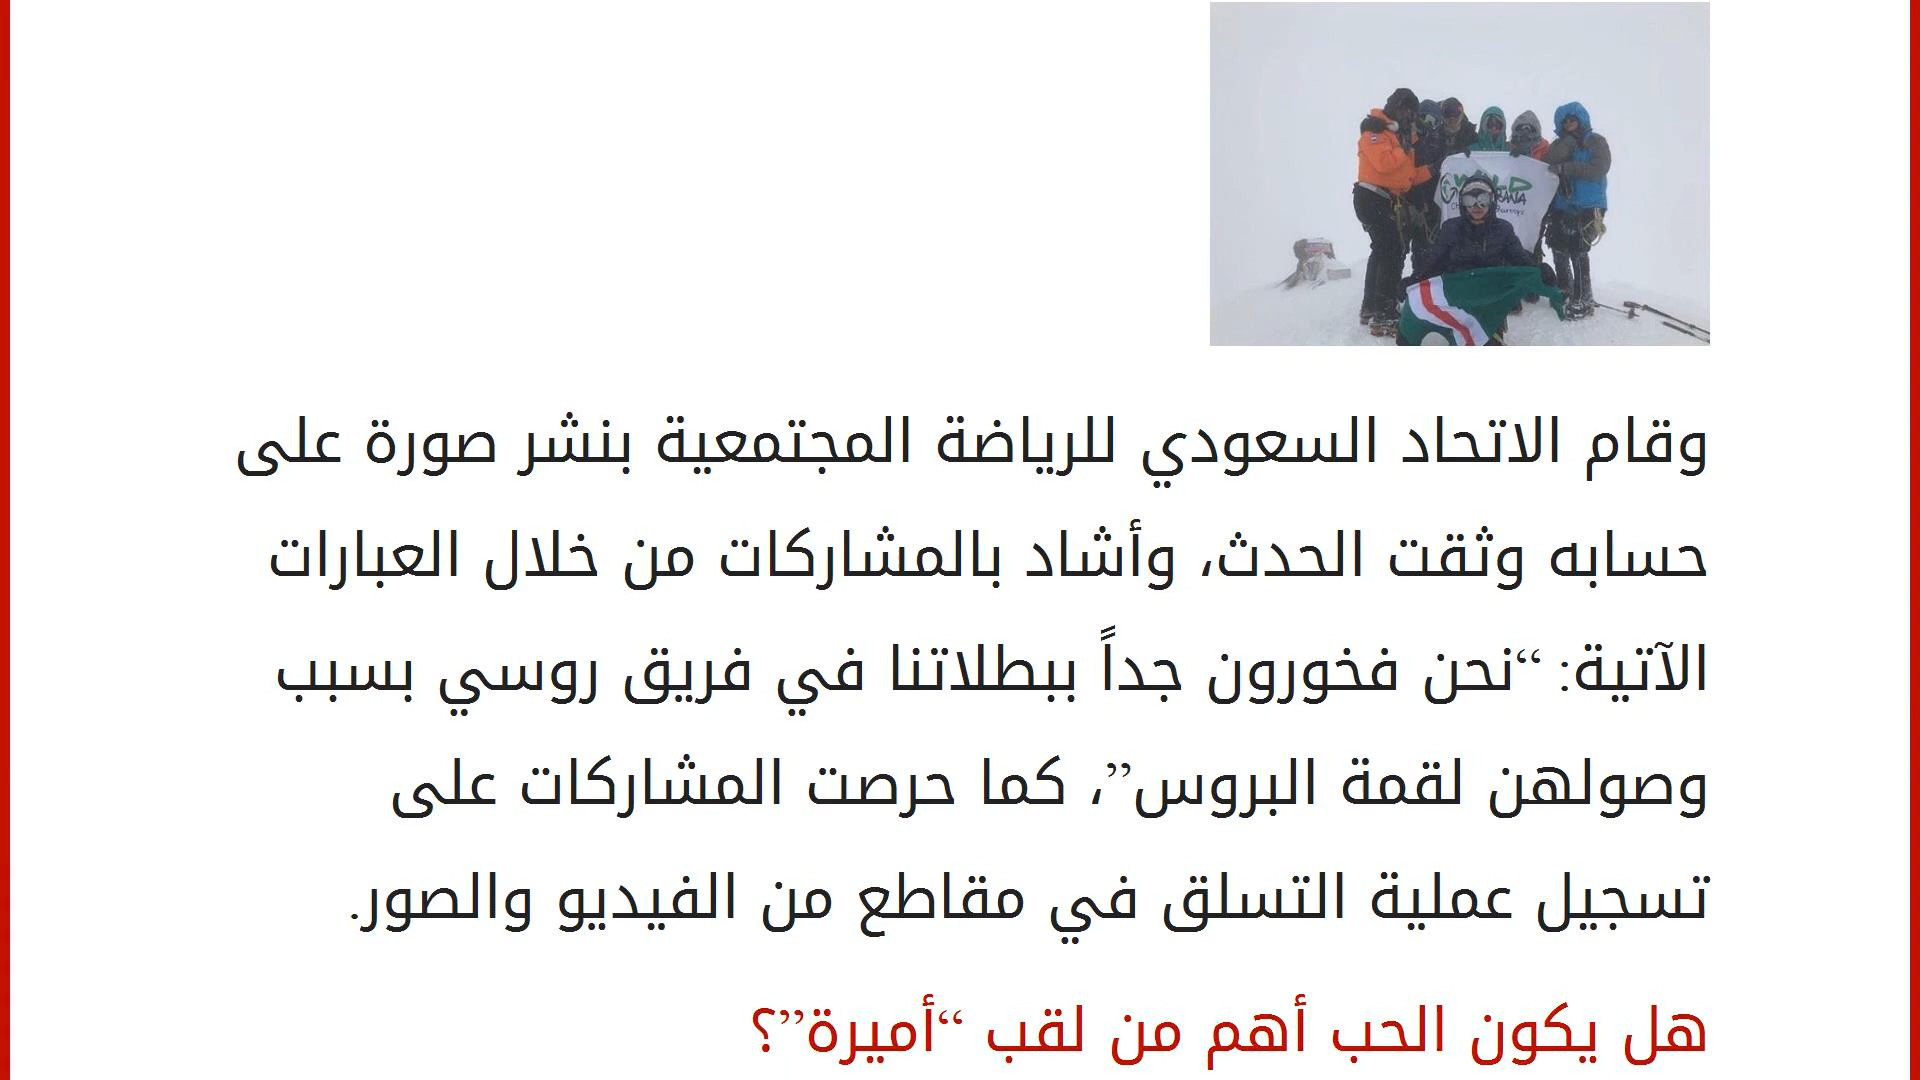 WILD
وقام الاتحاد السعودي للرياضة المجتمعية بنشر صورة على
حسابه وثقت الحدث، وأشاد بالمشاركات من خلال العبارات
الآتية: “نحن فخورون جداً ببطلاتنا في فريق روسي بسبب
وصولهن لقمة البروس”، كما حرصت المشاركات على
تسجيل عملية التسلق في مقاطع من الفيديو والصور.
هل يكون الحب أهم من لقب “أميرة”؟